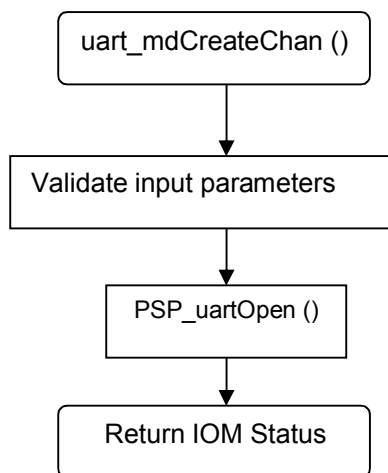 uart_mdCreateChan ()
Validate input parameters
PSP_uartOpen ()
Return IOM Status